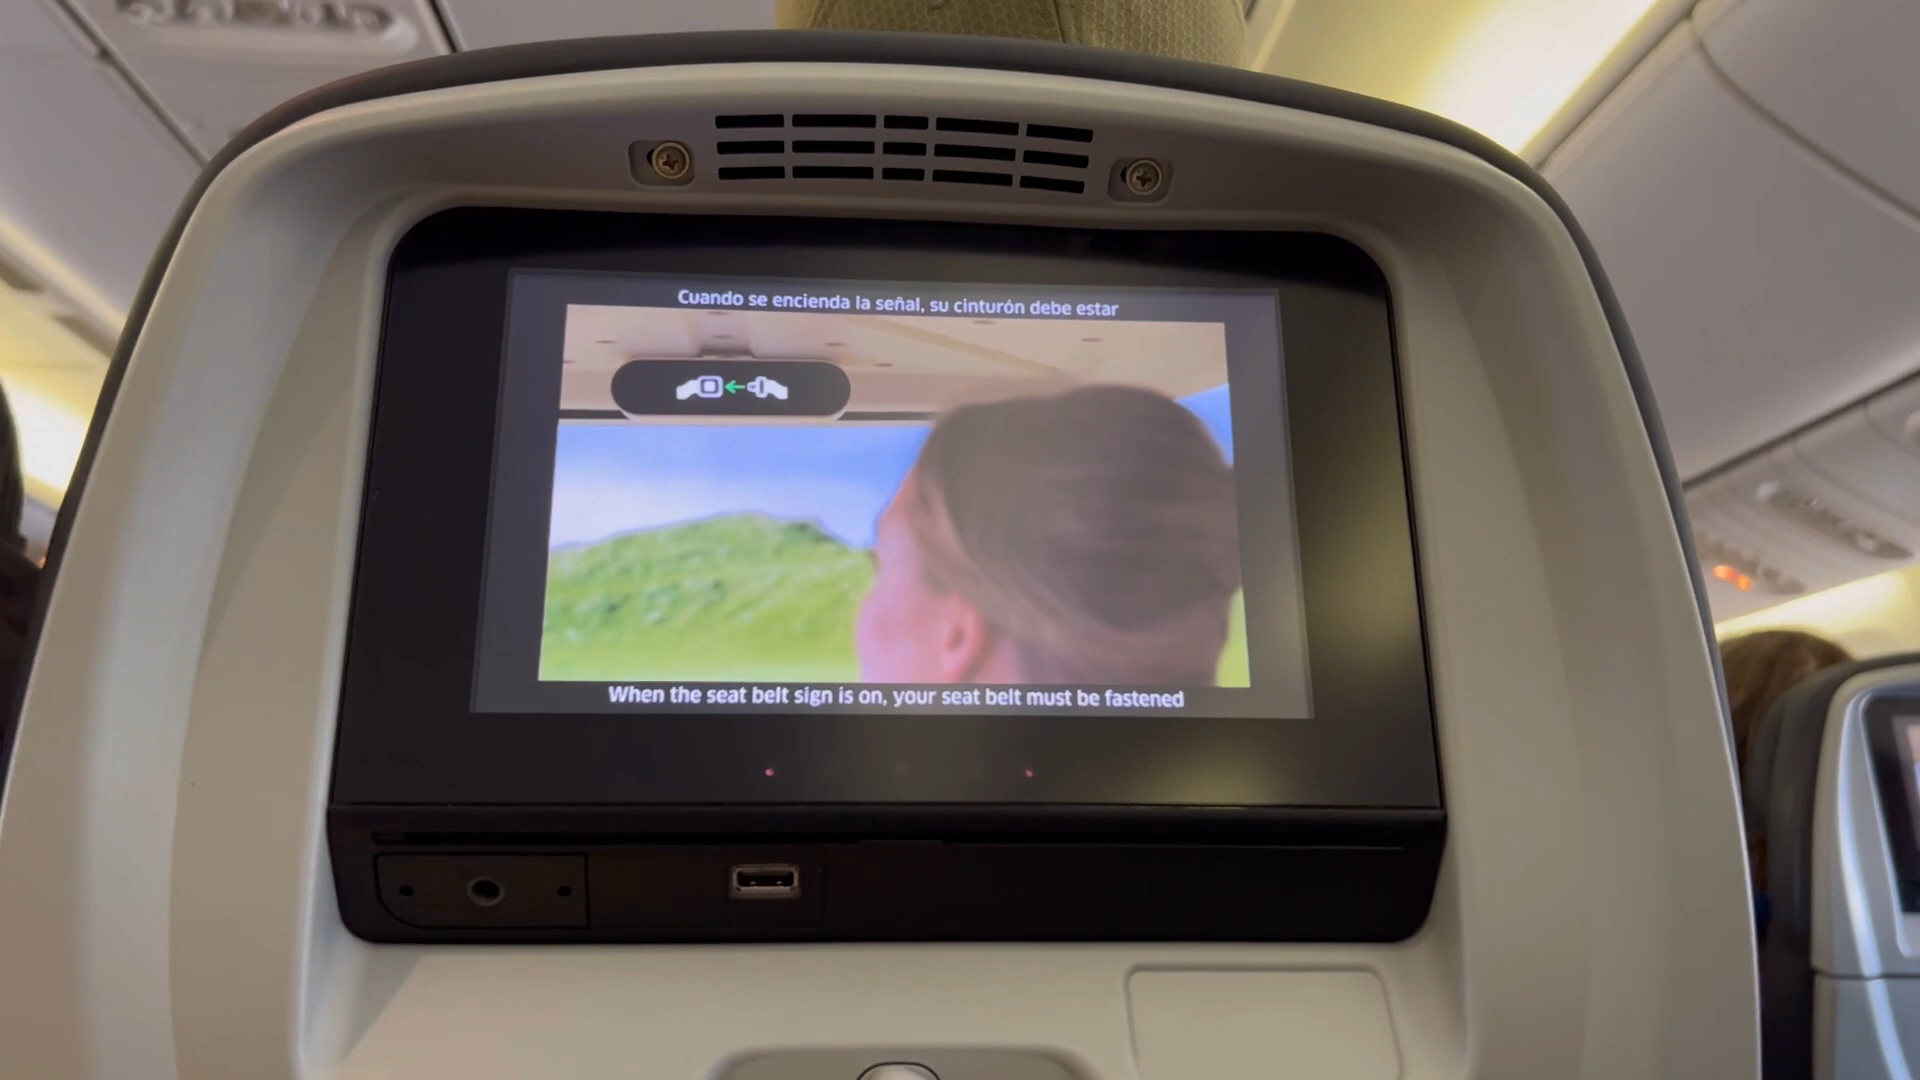 Cuando se encienda la señal, su cinturón debe estar
When the seat belt sign is on, your seat belt must be fastened